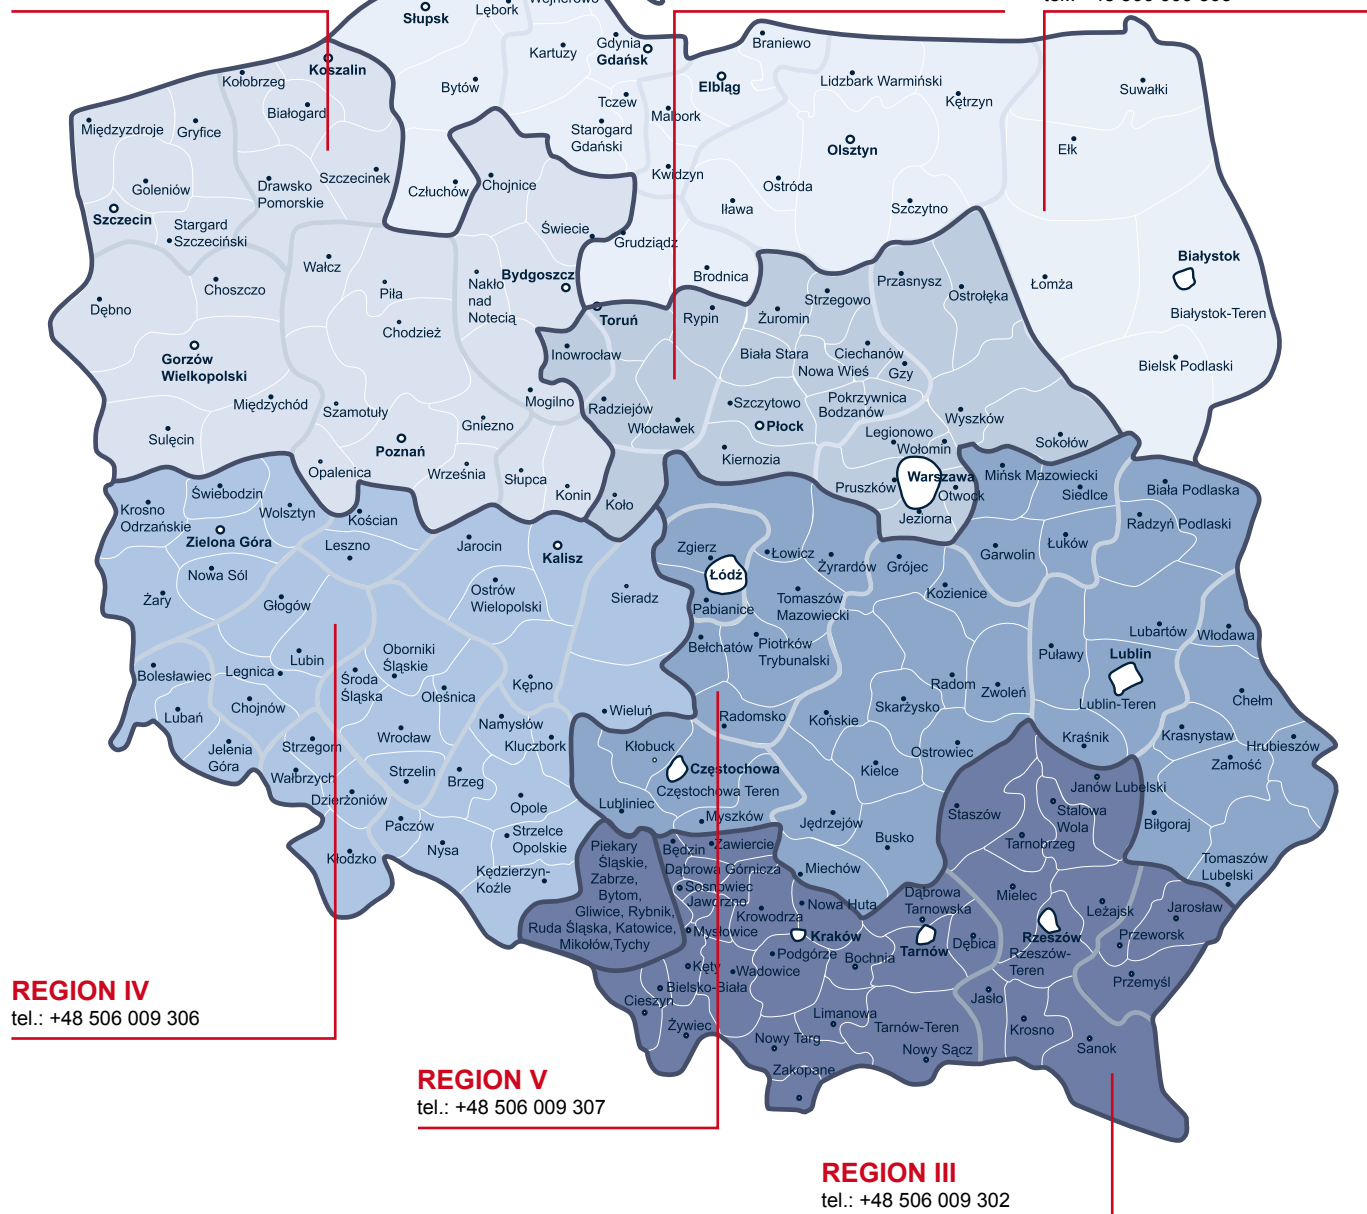 Lębork
Słupsk
Kartuzy
Gdynia
Gdańsk
Braniewo
Koszalin
Kołobrzeg
Bytów
Elbląg
Lidzbark Warmiński
Suwałki
Białogard
Tczew
Malbork
Kętrzyn
Międzyzdroje
Gryfice
Starogard
Gdański
Olsztyn
Ełk
Szczecinek
Kwidzyn
Goleniów
Drawsko
Pomorskie
Człuchów
Chojnice
Ostróda
Szczecin
Iława
Szczytno
Stargard
Szczeciński
Świecie
Grudziądz
Białystok
Wałcz
Bydgoszcz
Brodnica
Przasnysz
Łomża
Choszczo
Piła
Nakło
nad
Notecią
Strzegowo
Ostrołęka
Dębno
Chodzież
Toruń
Rypin
Żuromin
Białystok-Teren
Gorzów
Wielkopolski
Inowrocław
Biała Stara
Ciechanów
Nowa Wieś
Gzy
Bielsk Podlaski
Międzychód
Szamotuły
Mogilno
Radziejów
Szczytowo
Pokrzywnica
Bodzanów
Sulęcin
Gniezno
Włocławek
Płock
Legionowo
Wyszków
Poznań
Wołomin
Sokołów
Opalenica
Września
Słupca
Kiernozia
Warszawa
Mińsk Mazowiecki
Świebodzin
Konin
Koło
Pruszków
Otwock
Siedlce
Biała Podlaska
Krosno
Odrzańskie
Wolsztyn
Kościan
Jeziorna
Radzyń Podlaski
Zielona Góra
Leszno
Jarocin
Kalisz
Zgierz
Łowicz
Żyrardów
Grójec
Garwolin
Łuków
Nowa Sól
Łódź
Żary
Głogów
Ostrów
Wielopolski
Sieradz
Pabianice
Tomaszów
Mazowiecki
Kozienice
Lubartów
Włodawa
Bolesławiec
Legnica
Lubin
Oborniki
Śląskie
Bełchatów
Piotrków
Trybunalski
Puławy
Lublin
Środa
Śląska
Oleśnica
Kępno
Radom
Zwoleń
Lublin-Teren
Chełm
Lubań
Chojnów
Wieluń
Radomsko
Końskie
Skarżysko
Jelenia
Góra
Strzegom
Wrocław
Namysłów
Kluczbork
Kłobuck
Ostrowiec
Kraśnik
Krasnystaw
Hrubieszów
Wałbrzych
Strzelin
Brzeg
Częstochowa
Kielce
Zamość
Dzierżoniów
Opole
Lubliniec
Częstochowa Teren
Janów Lubelski
Paczów
Strzelce
Opolskie
Myszków
Jędrzejów
Staszów
Stalowa
Wola
Biłgoraj
Kłodzko
Nysa
Piekary
Śląskie,
Zabrze,
Bytom,
Gliwice, Rybnik,
Ruda Śląska, Katowice,
Mikołów,Tychy
Będzin
Zawiercie
Busko
Tarnobrzeg
Kędzierzyn-
Koźle
Dąbrowa Górnicza
Miechów
Tomaszów
Lubelski
Sosnowiec
Jaworzno
Nowa Huta
Dąbrowa
Tarnowska
Mielec
Leżajsk
Jarosław
Krowodrza
Mysłowice
Kraków
Tarnów
Dębica
Rzeszów
Przeworsk
Kęty
Wadowice
Podgórze
Bochnia
Rzeszów-
Teren
Przemyśl
Cieszyn
Bielsko-Biała
Jasło
Żywiec
Limanowa
Tarnów-Teren
Krosno
Nowy Targ
Nowy Sącz
Sanok
Zakopane
REGION IV
tel.: +48 506 009 306
REGION V
tel.: +48 506 009 307
REGION III
tel.: +48 506 009 302